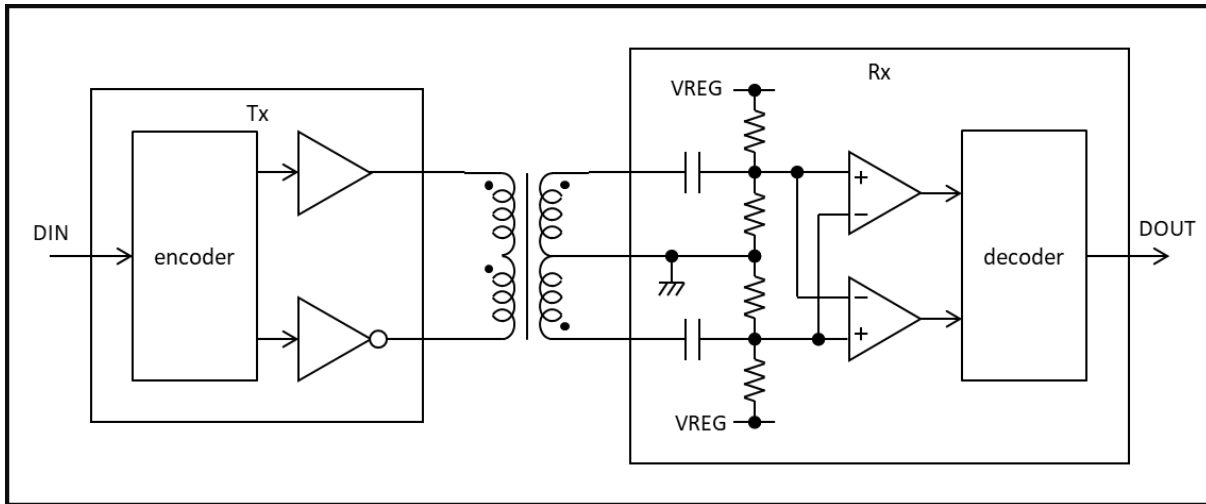 Rx
VREG
Tx
+
−
DIN
encoder
DOUT
decoder
−
+
VREG